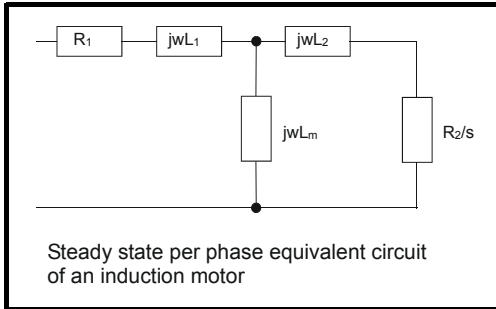 R₁
jwL₁
jwL₂
jwLₘ
R₂/s
Steady state per phase equivalent circuit
of an induction motor